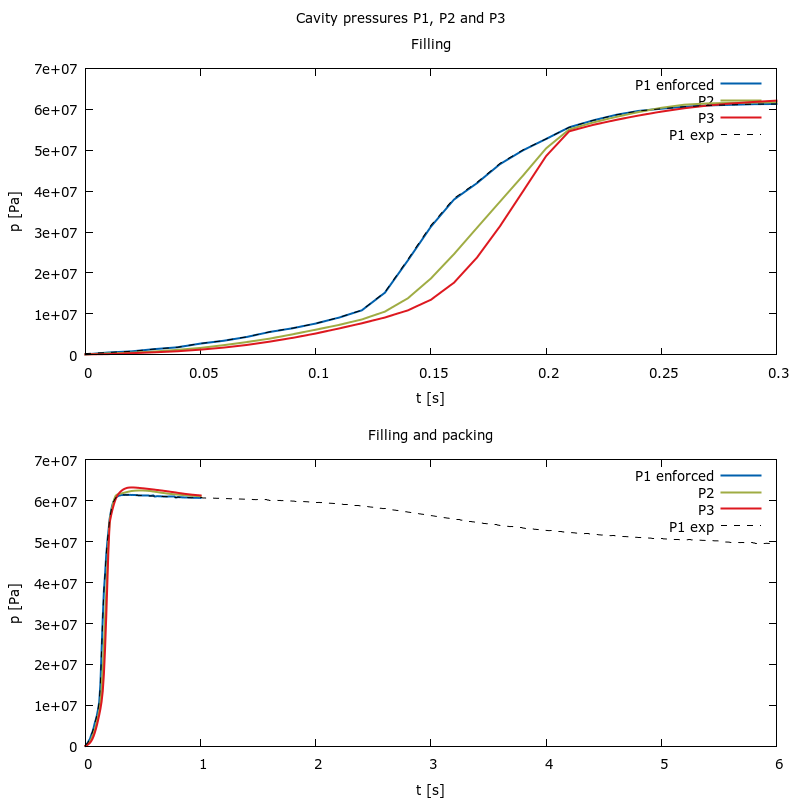 Cavity pressures P1, P2 and P3
Filling
7e+07
6e+07
5e+07
4e+07
3e+07
2e+07
1e+07
0
p [Pa]
P1 enforced
P2
P3
P1 exp
0
0.05
0.1
0.15
0.2
0.25
0.3
t [s]
Filling and packing
7e+07
6e+07
5e+07
4e+07
3e+07
2e+07
1e+07
0
p [Pa]
P1 enforced
P2
P3
P1 exp
0
1
2
3
4
5
6
t [s]